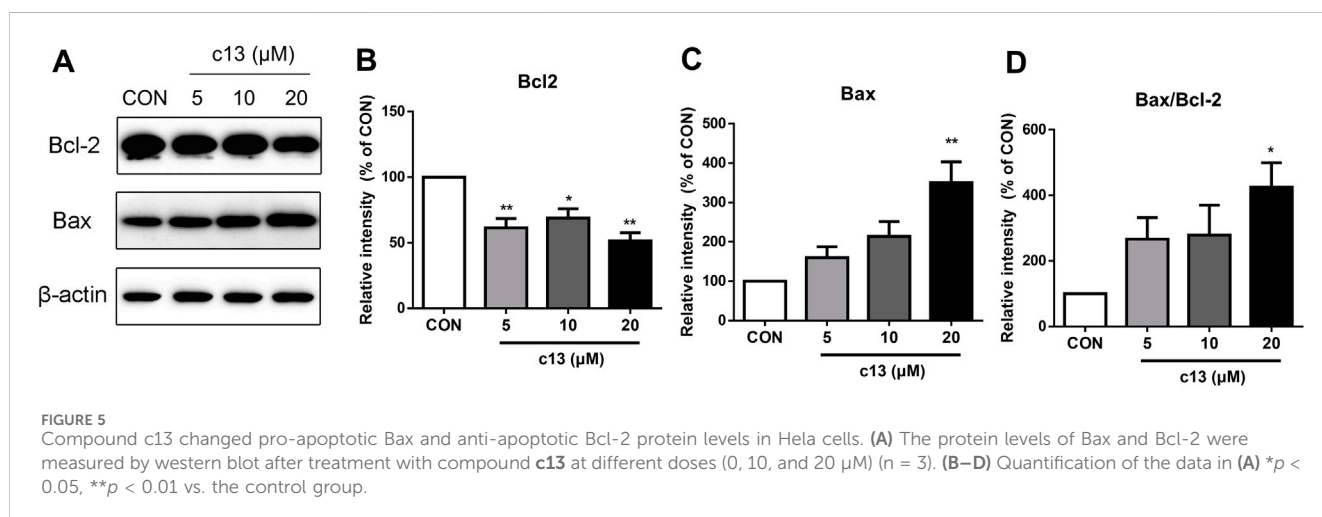 A
c13 (μM)
CON 5 10 20
Bcl-2
Bax
β-actin
B
Bcl2
Relative intensity (% of CON)
150
100
50
0
**
*
**
CON 5 10 20
c13 (μM)
C
Bax
Relative intensity (% of CON)
500
400
300
200
100
0
**
CON 5 10 20
c13 (μM)
D
Bax/Bcl-2
Relative intensity (% of CON)
600
400
200
0
*
CON 5 10 20
c13 (μM)
FIGURE 5
Compound c13 changed pro-apoptotic Bax and anti-apoptotic Bcl-2 protein levels in Hela cells. (A) The protein levels of Bax and Bcl-2 were
measured by western blot after treatment with compound c13 at different doses (0, 10, and 20 μM) (n = 3). (B–D) Quantification of the data in (A) *p <
0.05, **p < 0.01 vs. the control group.